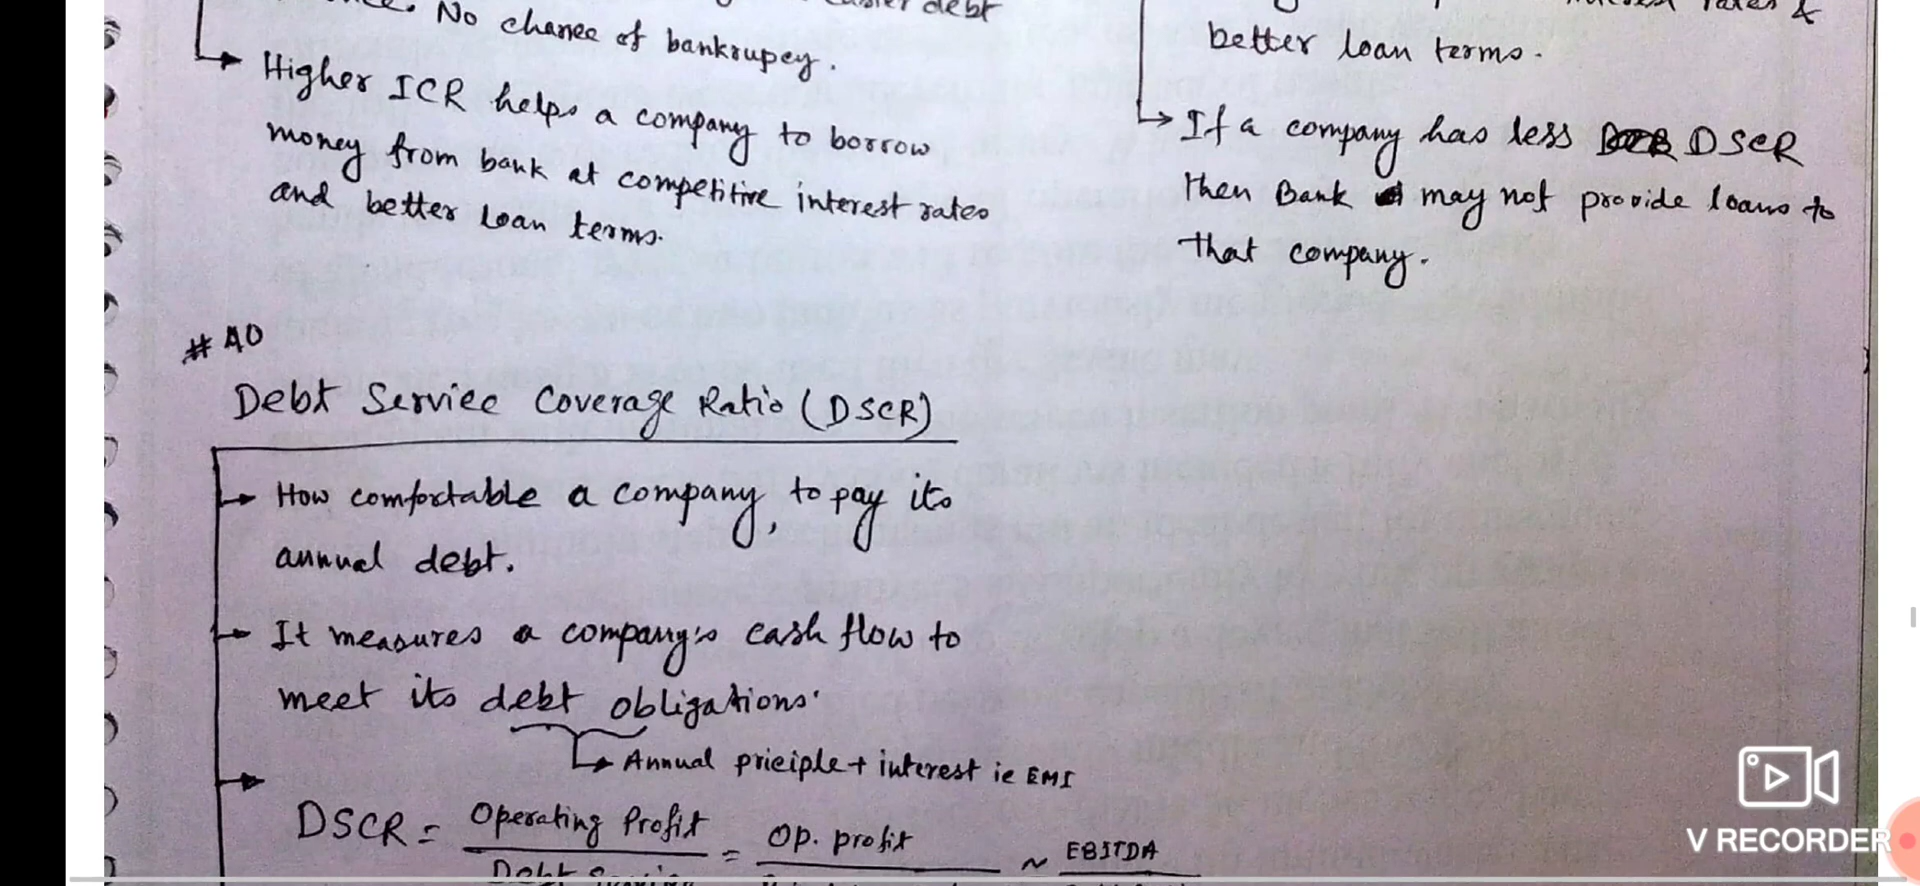 No chance of bankrupcy.
Higher ICR helps a company to borrow
money from bank at competitive interest rates
and better loan terms.
better loan terms.
If a company has less DSCR
then Bank may not provide loans to
that company.
# 40
Debt Service Coverage Ratio (DSCR)
How comfortable a company, to pay its
annual debt.
It measures a company's cash flow to
meet its debt obligations.
Annual priciple + interest ie EMI
DSCR = Operating Profit = Op. profit ~ EBITDA
V RECORDER